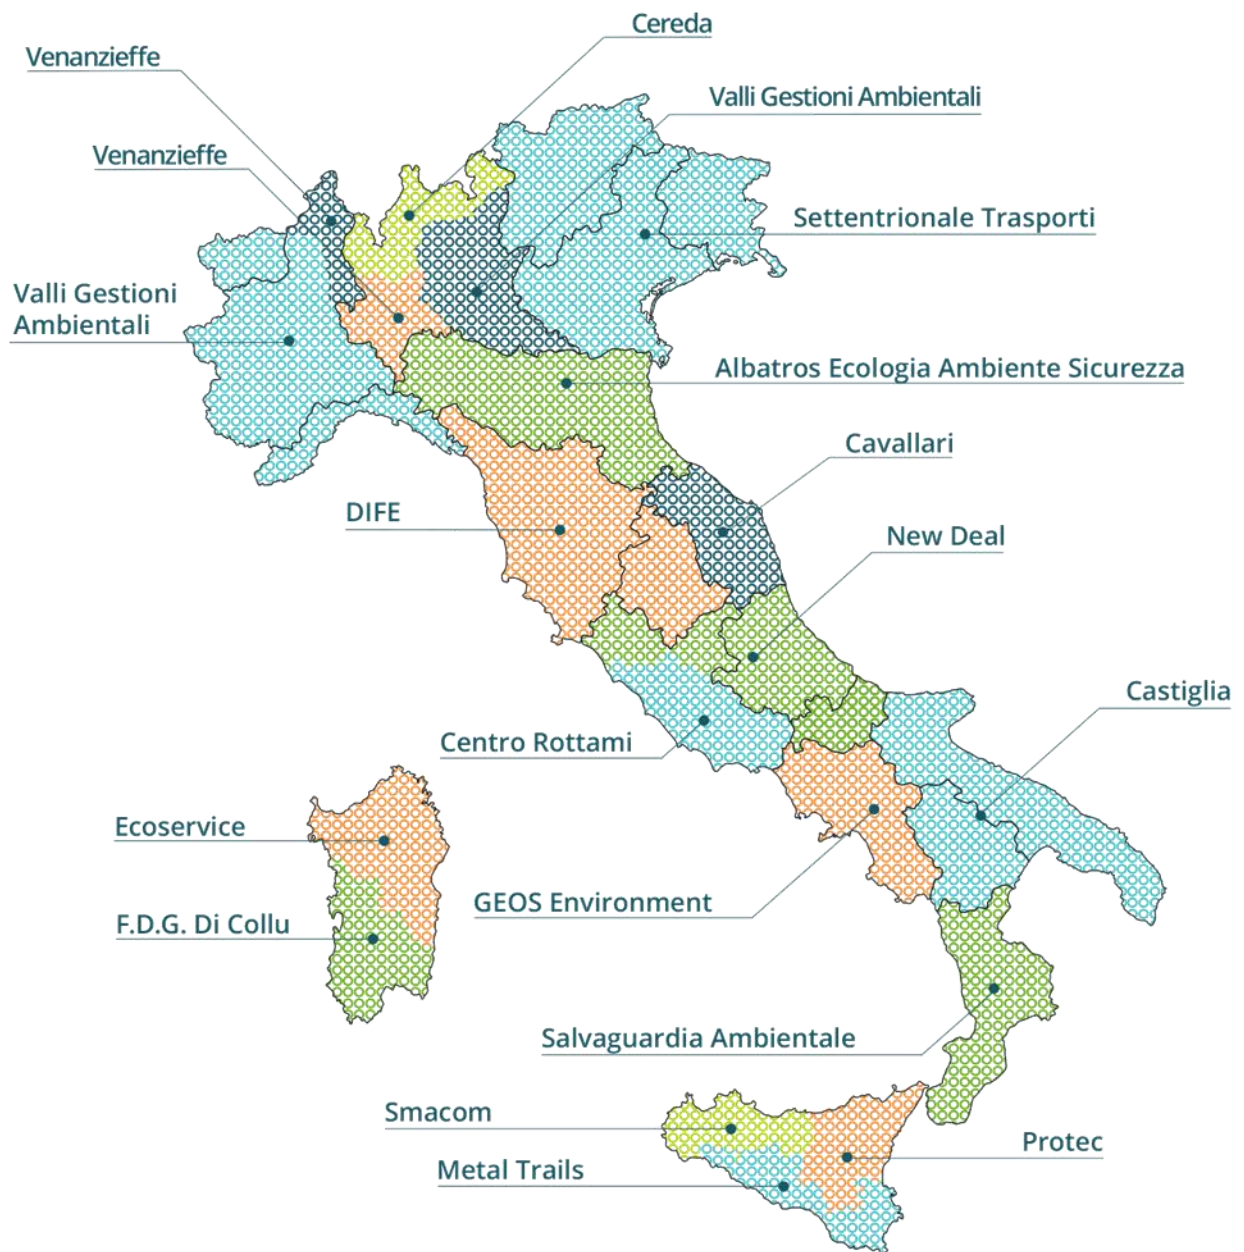 Cereda
Venanzieffe
Valli Gestioni Ambientali
Venanzieffe
Settentrionale Trasporti
Valli Gestioni
Ambientali
Albatros Ecologia Ambiente Sicurezza
Cavallari
DIFE
New Deal
Castiglia
Centro Rottami
Ecoservice
GEOS Environment
F.D.G. Di Collu
Salvaguardia Ambientale
Smacom
Protec
Metal Trails